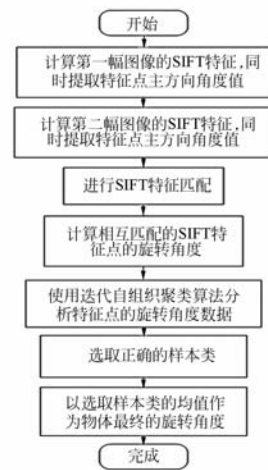 开始
计算第一幅图像的SIFT特征,同
时提取特征点主方向角度值
计算第二幅图像的SIFT特征,同
时提取特征点主方向角度值
进行SIFT特征匹配
计算相互匹配的SIFT特
征点的旋转角度
使用迭代自组织聚类算法分
析特征点的旋转角度数据
选取正确的样本类
以选取样本类的均值作
为物体最终的旋转角度
完成